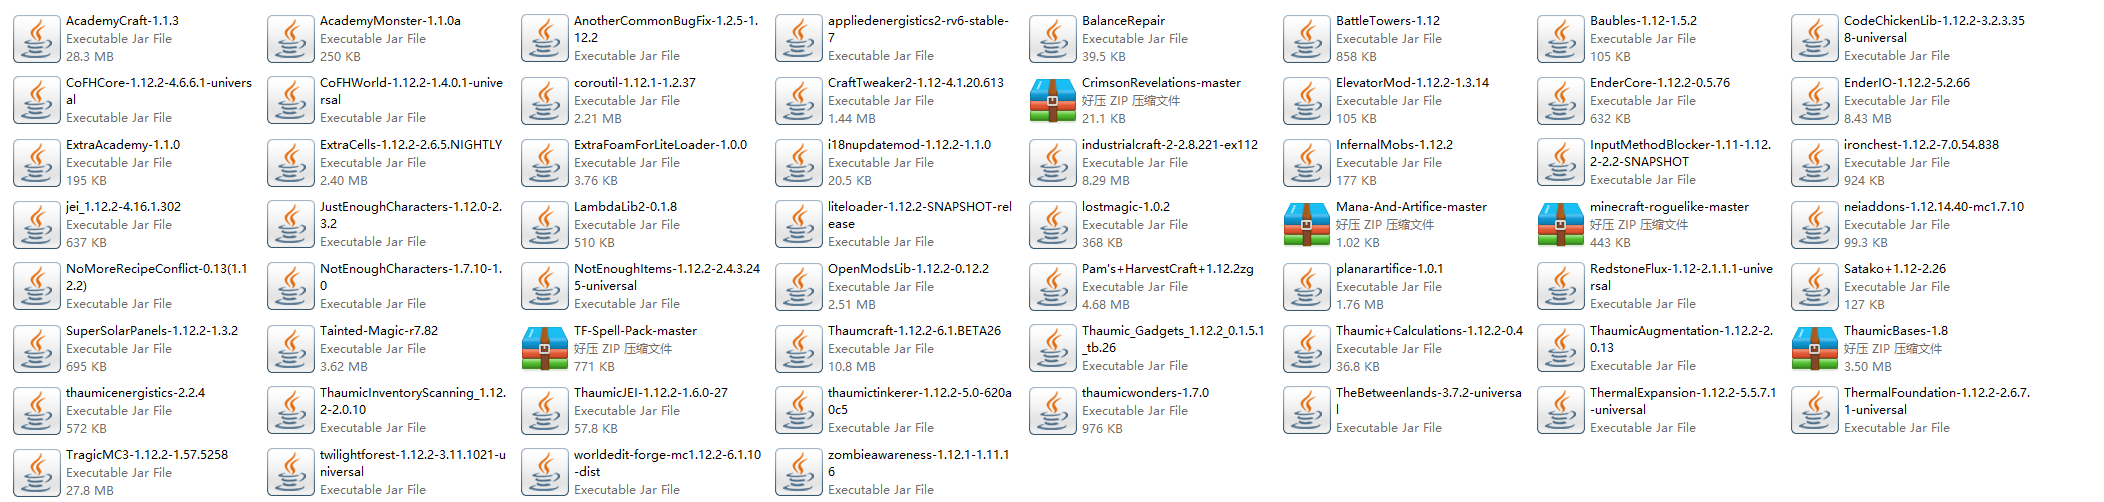 AcademyCraft-1.1.3
Executable Jar File
28.3 MB
AcademyMonster-1.1.0a
Executable Jar File
250 KB
AnotherCommonBugFix-1.2.5-1.
12.2
Executable Jar File
appliedenergistics2-rv6-stable-
7
Executable Jar File
BalanceRepair
Executable Jar File
39.5 KB
BattleTowers-1.12
Executable Jar File
858 KB
Baubles-1.12-1.5.2
Executable Jar File
105 KB
CodeChickenLib-1.12.2-3.2.3.35
8-universal
Executable Jar File
CoFHCore-1.12.2-4.6.6.1-univers
al
Executable Jar File
CoFHWorld-1.12.2-1.4.0.1-unive
rsal
Executable Jar File
coroutil-1.12.1-1.2.37
Executable Jar File
2.21 MB
CraftTweaker2-1.12-4.1.20.613
Executable Jar File
1.44 MB
CrimsonRevelations-master
好压 ZIP 压缩文件
21.1 KB
ElevatorMod-1.12.2-1.3.14
Executable Jar File
105 KB
EnderCore-1.12.2-0.5.76
Executable Jar File
632 KB
EnderIO-1.12.2-5.2.66
Executable Jar File
8.43 MB
ExtraAcademy-1.1.0
Executable Jar File
195 KB
ExtraCells-1.12.2-2.6.5.NIGHTLY
Executable Jar File
2.40 MB
ExtraFoamForLiteLoader-1.0.0
Executable Jar File
3.76 KB
i18nupdatemod-1.12.2-1.1.0
Executable Jar File
20.5 KB
industrialcraft-2-2.8.221-ex112
Executable Jar File
8.29 MB
InfernalMobs-1.12.2
Executable Jar File
177 KB
InputMethodBlocker-1.11-1.12.
2-2.2-SNAPSHOT
Executable Jar File
ironchest-1.12.2-7.0.54.838
Executable Jar File
924 KB
jei_1.12.2-4.16.1.302
Executable Jar File
637 KB
JustEnoughCharacters-1.12.0-2.
3.2
Executable Jar File
LambdaLib2-0.1.8
Executable Jar File
510 KB
liteloader-1.12.2-SNAPSHOT-rel
ease
Executable Jar File
lostmagic-1.0.2
Executable Jar File
368 KB
Mana-And-Artifice-master
好压 ZIP 压缩文件
1.02 KB
minecraft-roguelike-master
好压 ZIP 压缩文件
443 KB
neiaddons-1.12.14.40-mc1.7.10
Executable Jar File
99.3 KB
NoMoreRecipeConflict-0.13(1.1
2.2)
Executable Jar File
NotEnoughCharacters-1.7.10-1.
0
Executable Jar File
NotEnoughItems-1.12.2-2.4.3.24
5-universal
Executable Jar File
OpenModsLib-1.12.2-0.12.2
Executable Jar File
2.51 MB
Pam's+HarvestCraft+1.12.2zg
Executable Jar File
4.68 MB
planarartifice-1.0.1
Executable Jar File
1.76 MB
RedstoneFlux-1.12-2.1.1.1-unive
rsal
Executable Jar File
Satako+1.12-2.26
Executable Jar File
127 KB
SuperSolarPanels-1.12.2-1.3.2
Executable Jar File
695 KB
Tainted-Magic-r7.82
Executable Jar File
3.62 MB
TF-Spell-Pack-master
好压 ZIP 压缩文件
771 KB
Thaumcraft-1.12.2-6.1.BETA26
Executable Jar File
10.8 MB
Thaumic_Gadgets_1.12.2_0.1.5.1
_tb.26
Executable Jar File
Thaumic+Calculations-1.12.2-0.4
Executable Jar File
36.8 KB
ThaumicAugmentation-1.12.2-2.
0.13
Executable Jar File
ThaumicBases-1.8
好压 ZIP 压缩文件
3.50 MB
thaumicenergistics-2.2.4
Executable Jar File
572 KB
ThaumicInventoryScanning_1.12.
2-2.0.10
Executable Jar File
ThaumicJEI-1.12.2-1.6.0-27
Executable Jar File
57.8 KB
thaumictinkerer-1.12.2-5.0-620a
0c5
Executable Jar File
thaumicwonders-1.7.0
Executable Jar File
976 KB
TheBetweenlands-3.7.2-universa
l
Executable Jar File
ThermalExpansion-1.12.2-5.5.7.1
-universal
Executable Jar File
ThermalFoundation-1.12.2-2.6.7.
1-universal
Executable Jar File
TragicMC3-1.12.2-1.57.5258
Executable Jar File
27.8 MB
twilightforest-1.12.2-3.11.1021-u
niversal
Executable Jar File
worldedit-forge-mc1.12.2-6.1.10
-dist
Executable Jar File
zombieawareness-1.12.1-1.11.1
6
Executable Jar File